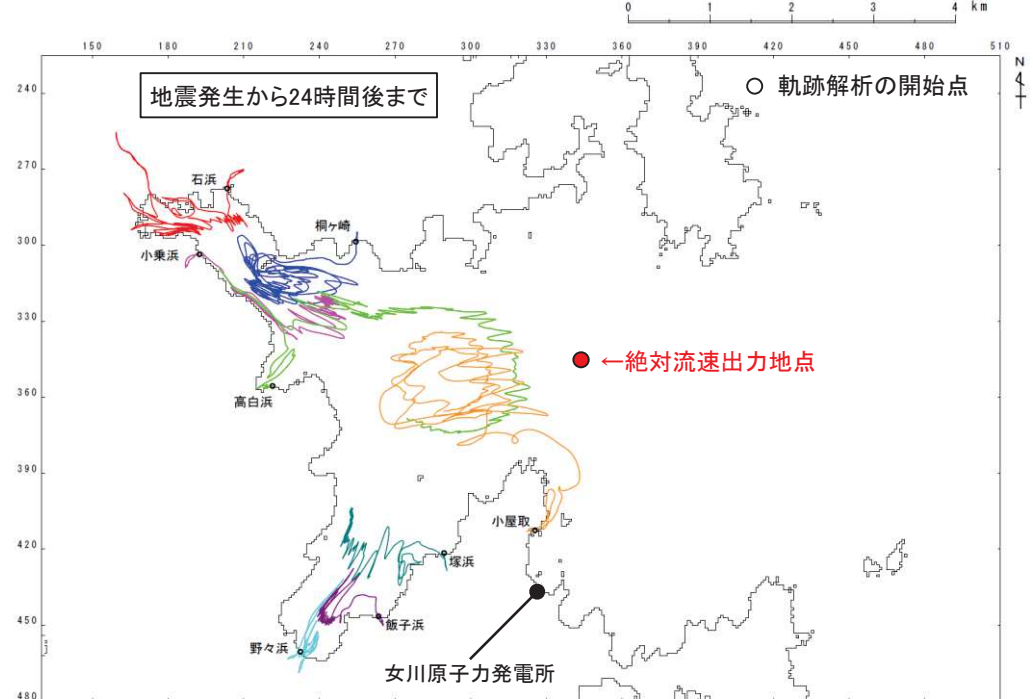 0 1 2 3 4 km
150 180 210 240 270 300 330 360 390 420 450 480 510
N
240
地震発生から24時間後まで
軌跡解析の開始点
270
石浜
300
桐ヶ崎
小乗浜
330
←絶対流速出力地点
360
高白浜
390
小屋取
420
塚浜
450
飯子浜
野々浜
女川原子力発電所
480